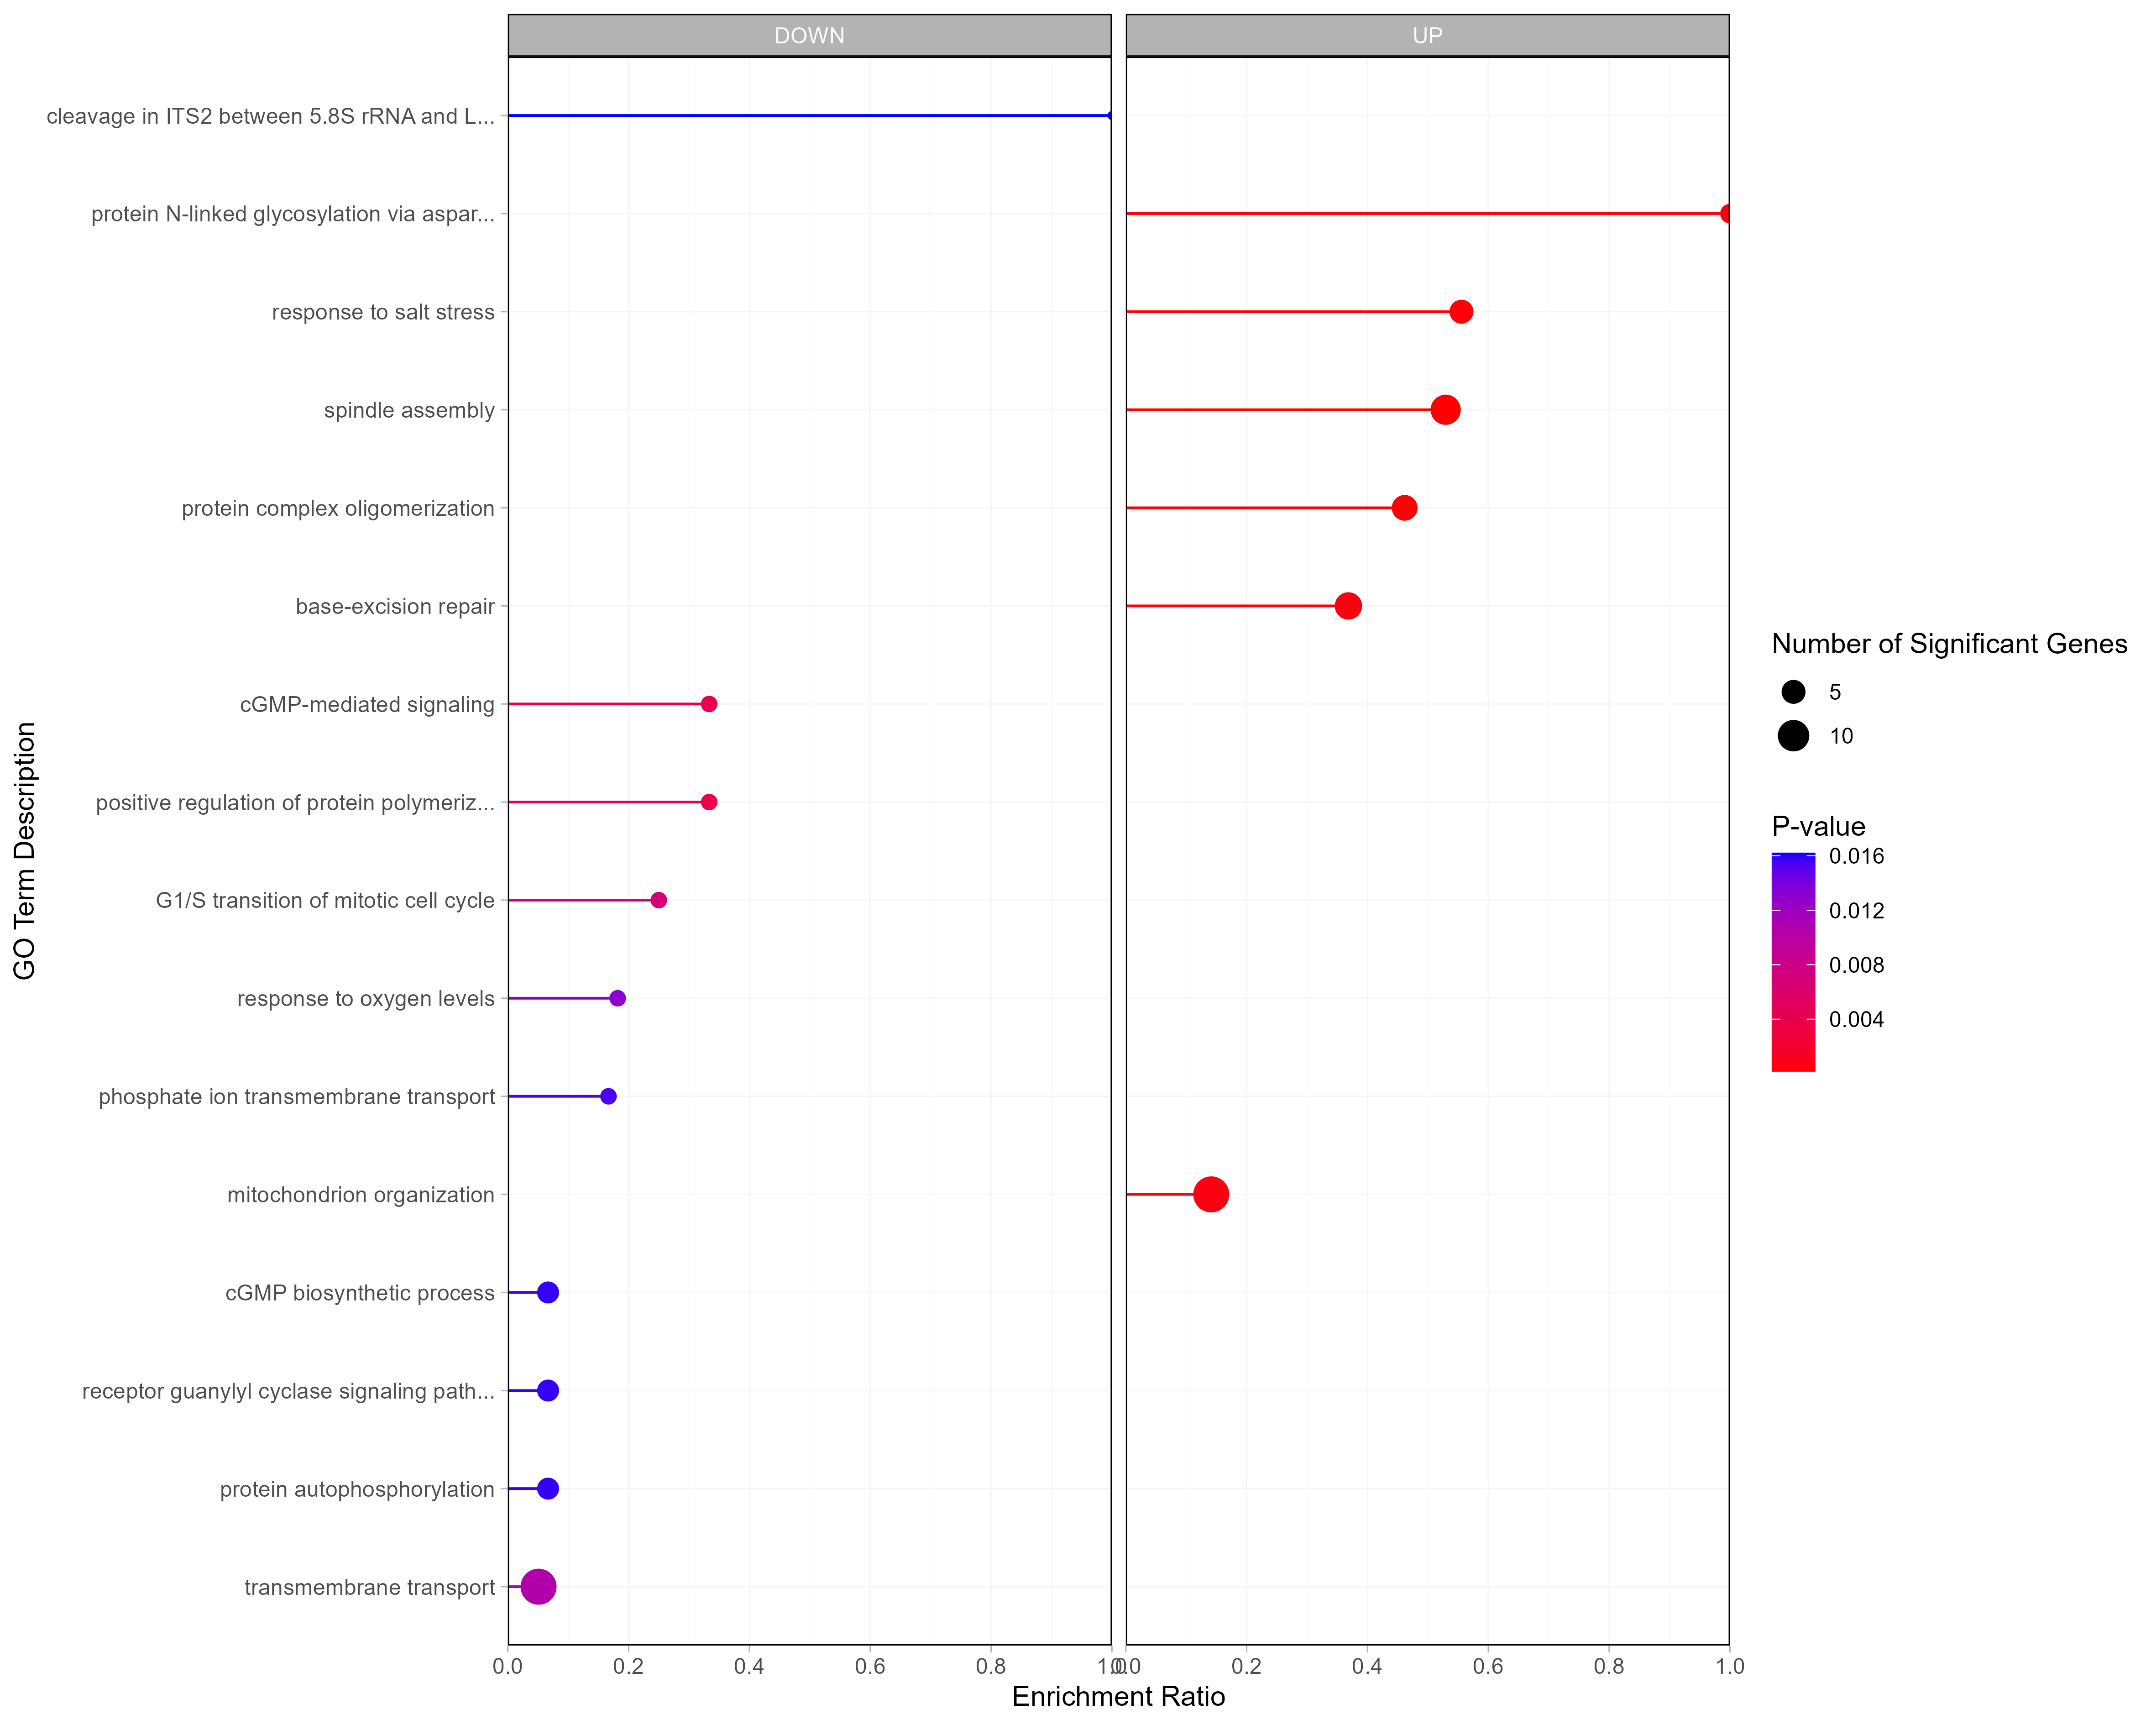 DOWN
UP
cleavage in ITS2 between 5.8S rRNA and L...
protein N-linked glycosylation via aspar...
response to salt stress
spindle assembly
protein complex oligomerization
base-excision repair
cGMP-mediated signaling
positive regulation of protein polymeriz...
G1/S transition of mitotic cell cycle
response to oxygen levels
phosphate ion transmembrane transport
mitochondrion organization
cGMP biosynthetic process
receptor guanylyl cyclase signaling path...
protein autophosphorylation
transmembrane transport
GO Term Description
0.0 0.2 0.4 0.6 0.8 1.0
0.0 0.2 0.4 0.6 0.8 1.0
Enrichment Ratio
Number of Significant Genes
5
10
P-value
0.016
0.012
0.008
0.004